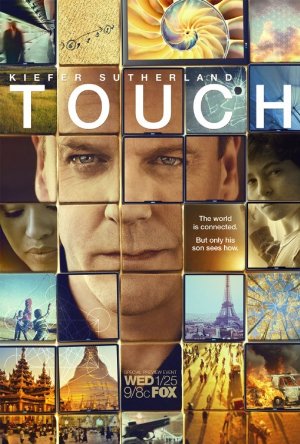 KIEFER SUTHERLAND
TOUCH
The world
is connected.
But only his
son sees how.
SPECIAL PREVIEW EVENT
WED 1/25
9/8c FOX